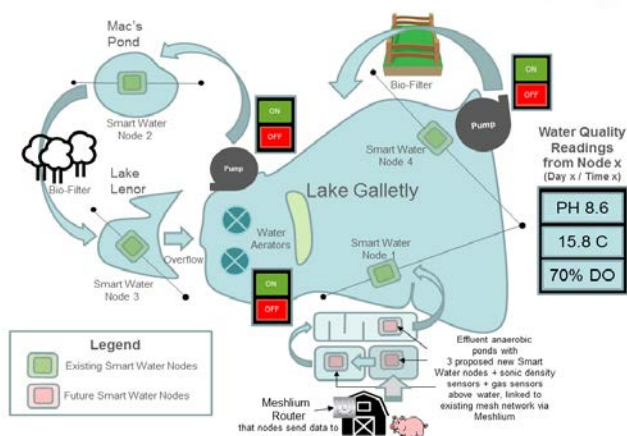 Mac's
Pond
Smart Water
Node 2
Bio-Filter
Lake
Lenor
Smart Water
Node 3
Overflow
ON
OFF
Pump
Water
Aerators
ON
OFF
Lake Galletly
Bio-Filter
Smart Water
Node 4
Pump
ON
OFF
Smart Water
Node 1
Water Quality
Readings
from Node x
(Day x / Time x)
PH 8.6
15.8 C
70% DO
Legend
Existing Smart Water Nodes
Future Smart Water Nodes
Effluent anaerobic
ponds with
3 proposed new Smart
Water nodes + sonic density
sensors + gas sensors
above water, linked to
existing mesh network via
Meshlium
Meshlium
Router
that nodes send data to